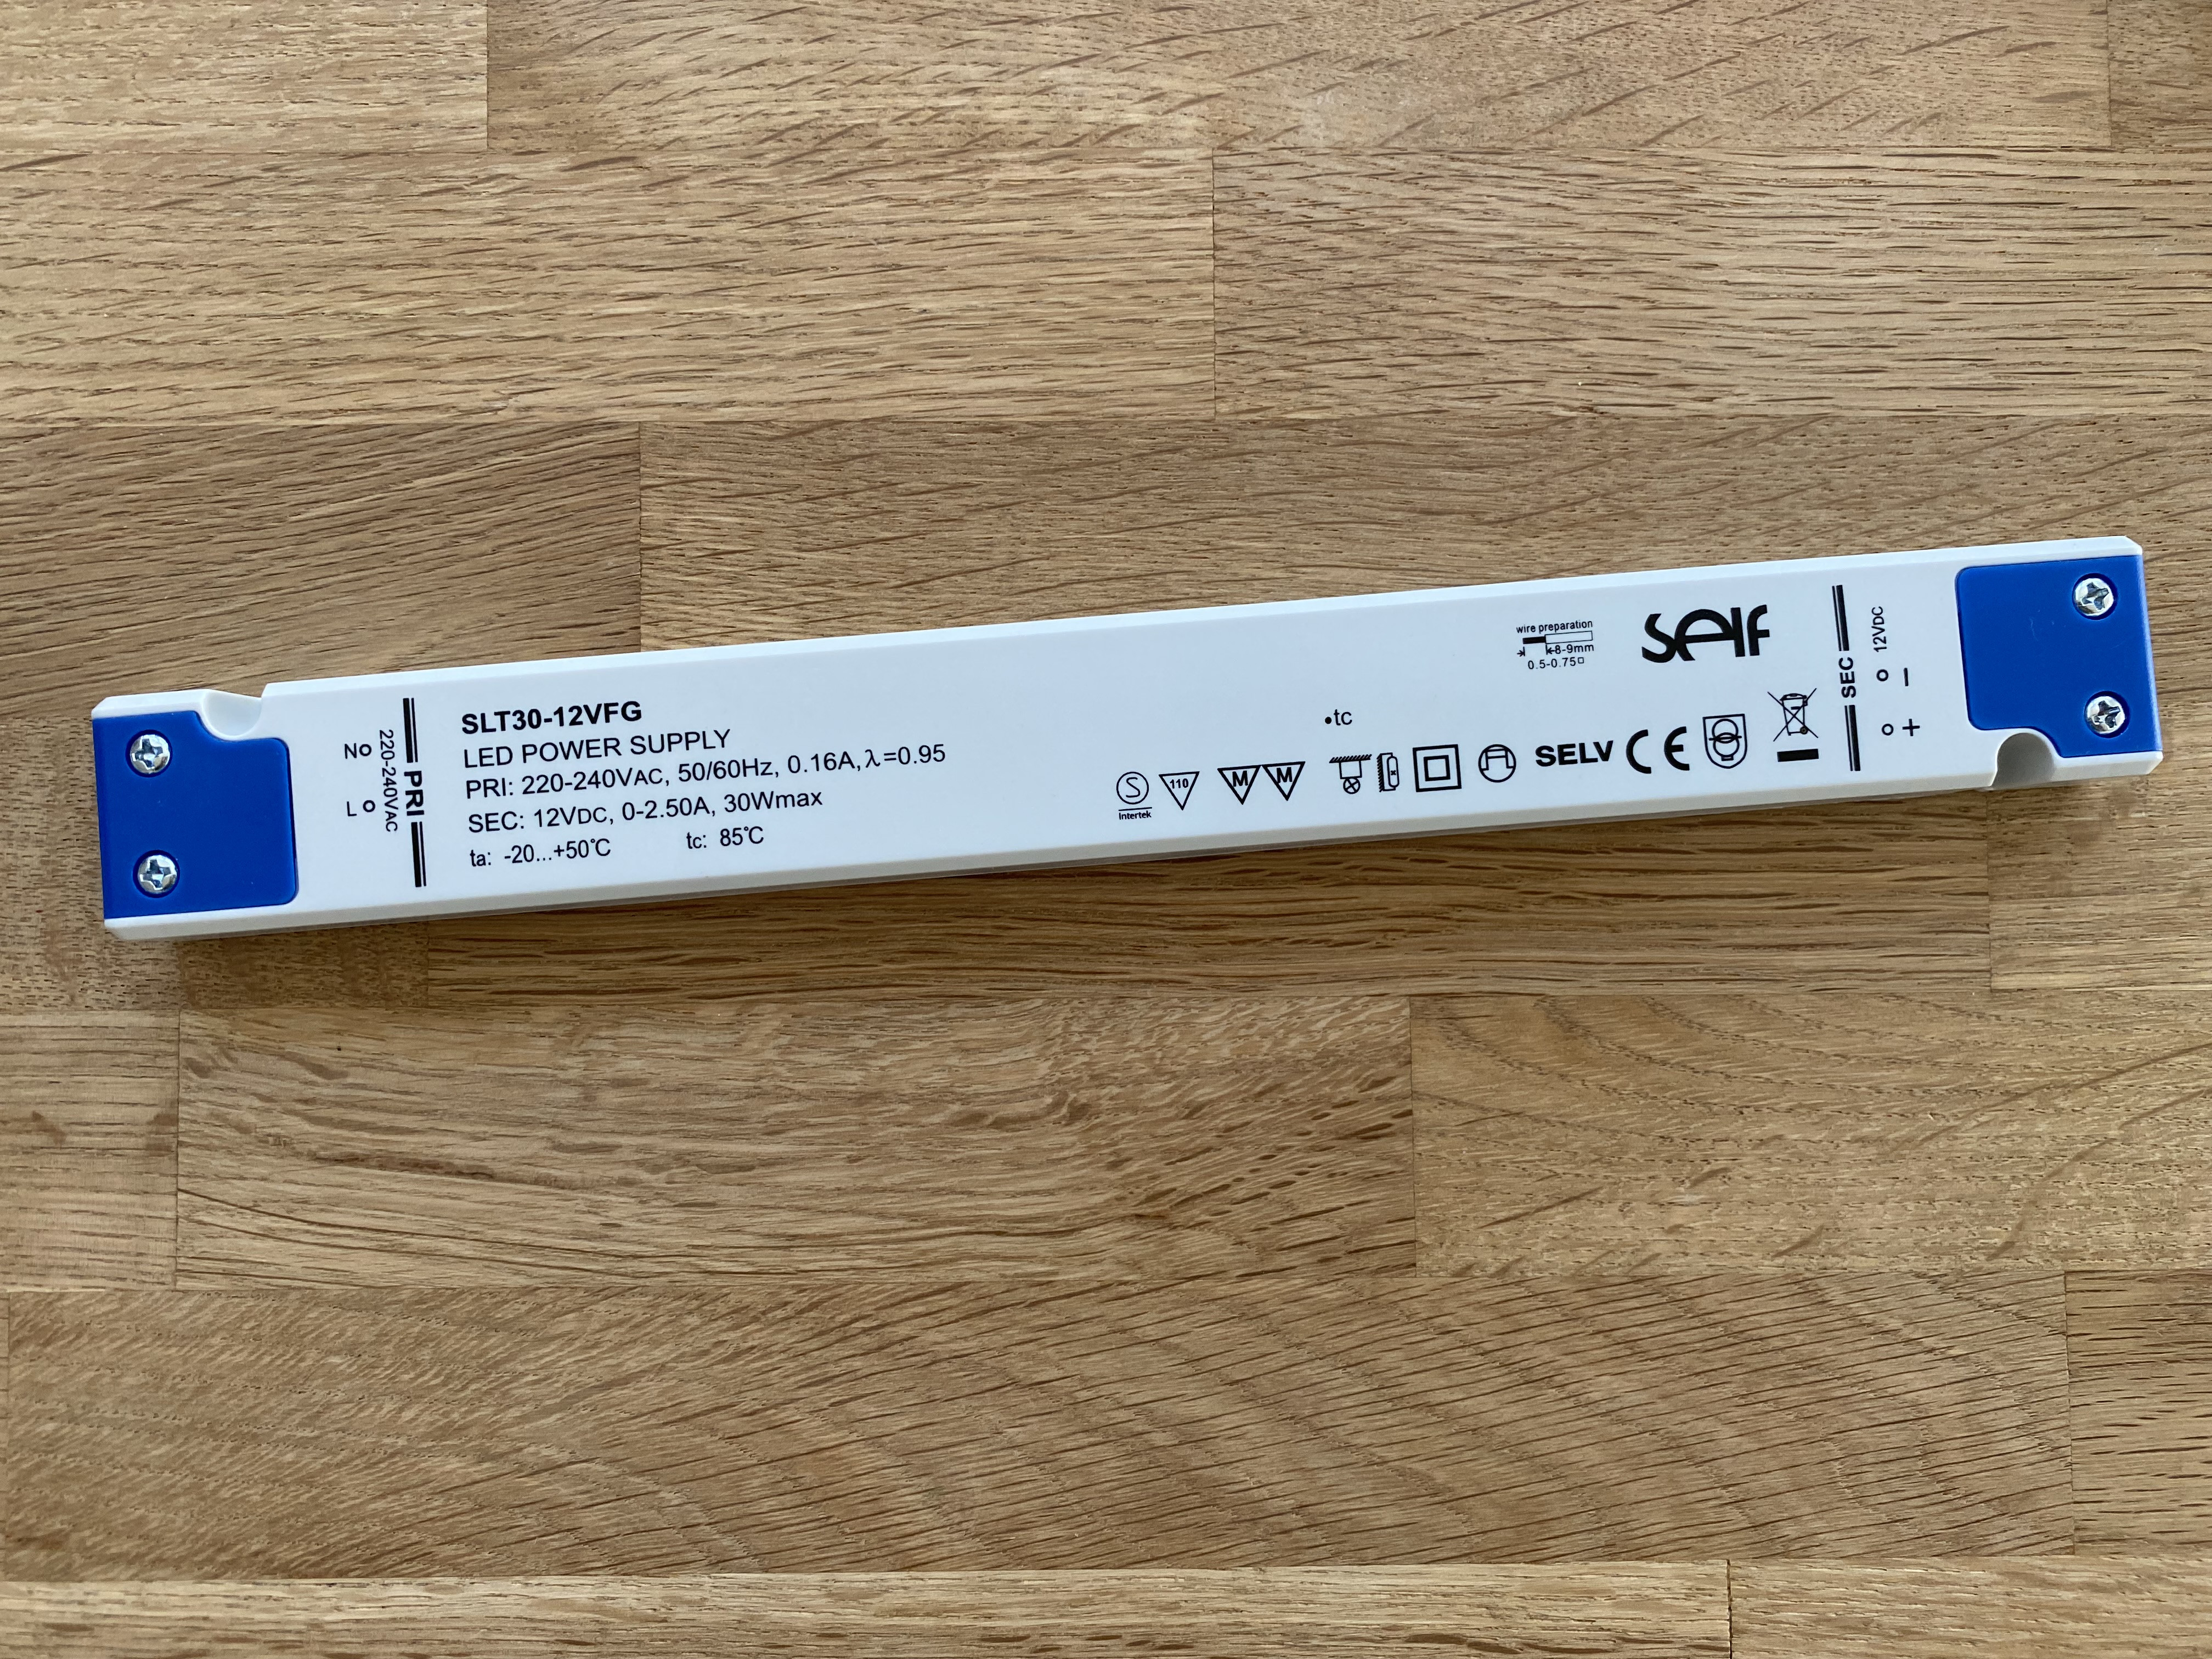 SLT30-12VFG
LED POWER SUPPLY
PRI: 220-240VAC, 50/60Hz, 0.16A, λ=0.95
SEC: 12VDC, 0-2.50A, 30Wmax
ta: -20...+50℃ tc: 85℃
N
L
220-240VAC
PRI
•tc
S
Intertek
110
M M
SELV
CE
wire preparation
8-9mm
0.5-0.75□
SELF
SEC
12VDC
−
+